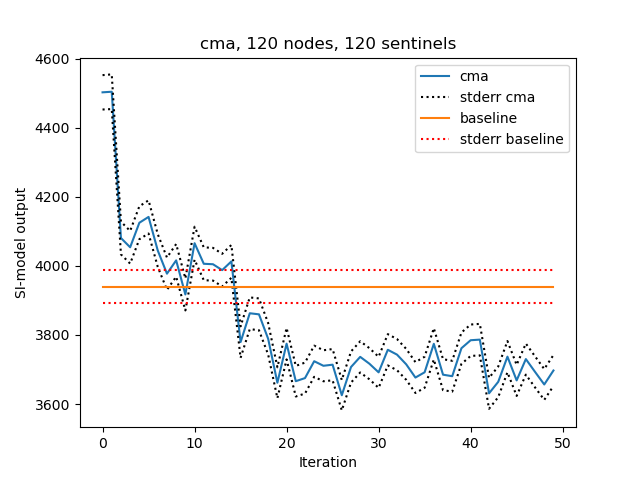 cma, 120 nodes, 120 sentinels
4600
4400
4200
4000
3800
3600
SI-model output
cma
stderr cma
baseline
stderr baseline
0
10
20
30
40
50
Iteration